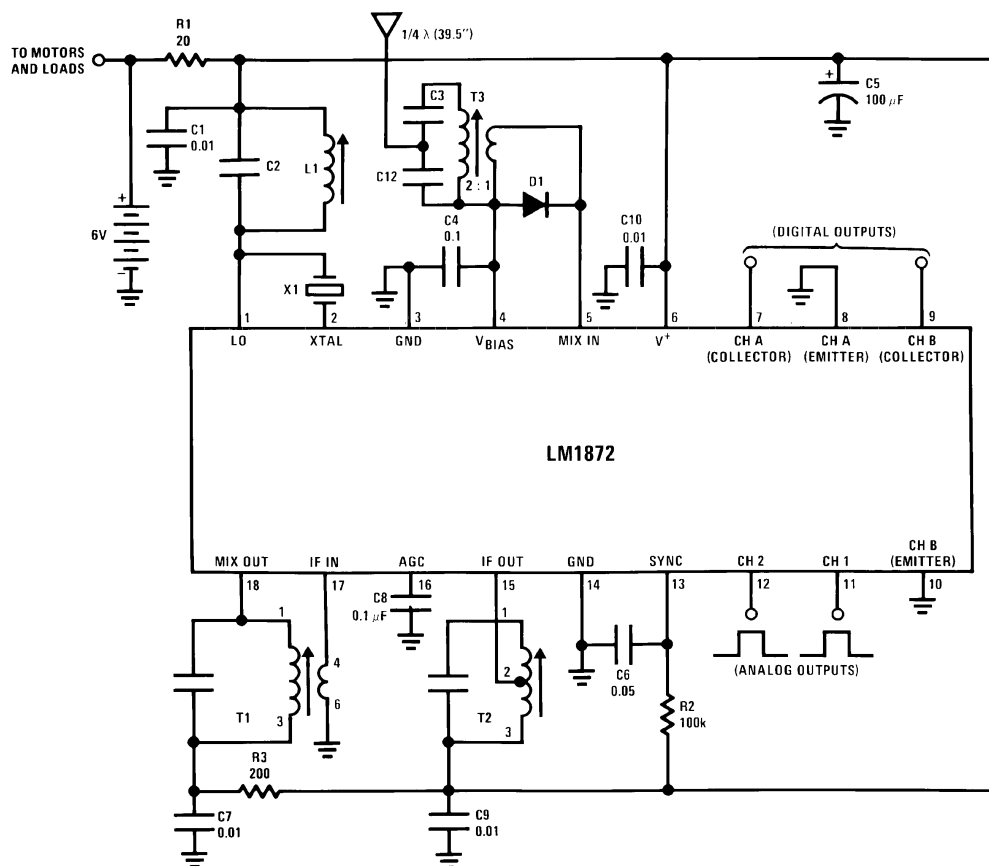 R1
20
TO MOTORS
AND LOADS
1/4 λ (39.5")
C3
T3
C5
100 μF
+
C1
0.01
C2
L1
C12
2 : 1
D1
C4
0.1
C10
0.01
(DIGITAL OUTPUTS)
+
6V
−
X1
1
2
3
4
5
6
7
8
9
LO
XTAL
GND
VBIAS
MIX IN
V+
CH A
(COLLECTOR)
CH A
(EMITTER)
CH B
(COLLECTOR)
LM1872
MIX OUT
IF IN
AGC
IF OUT
GND
SYNC
CH 2
CH 1
CH B
(EMITTER)
18
17
16
15
14
13
12
11
10
C8
0.1 μF
1
4
6
3
T1
1
2
3
T2
C6
0.05
(ANALOG OUTPUTS)
R2
100k
R3
200
C7
0.01
C9
0.01